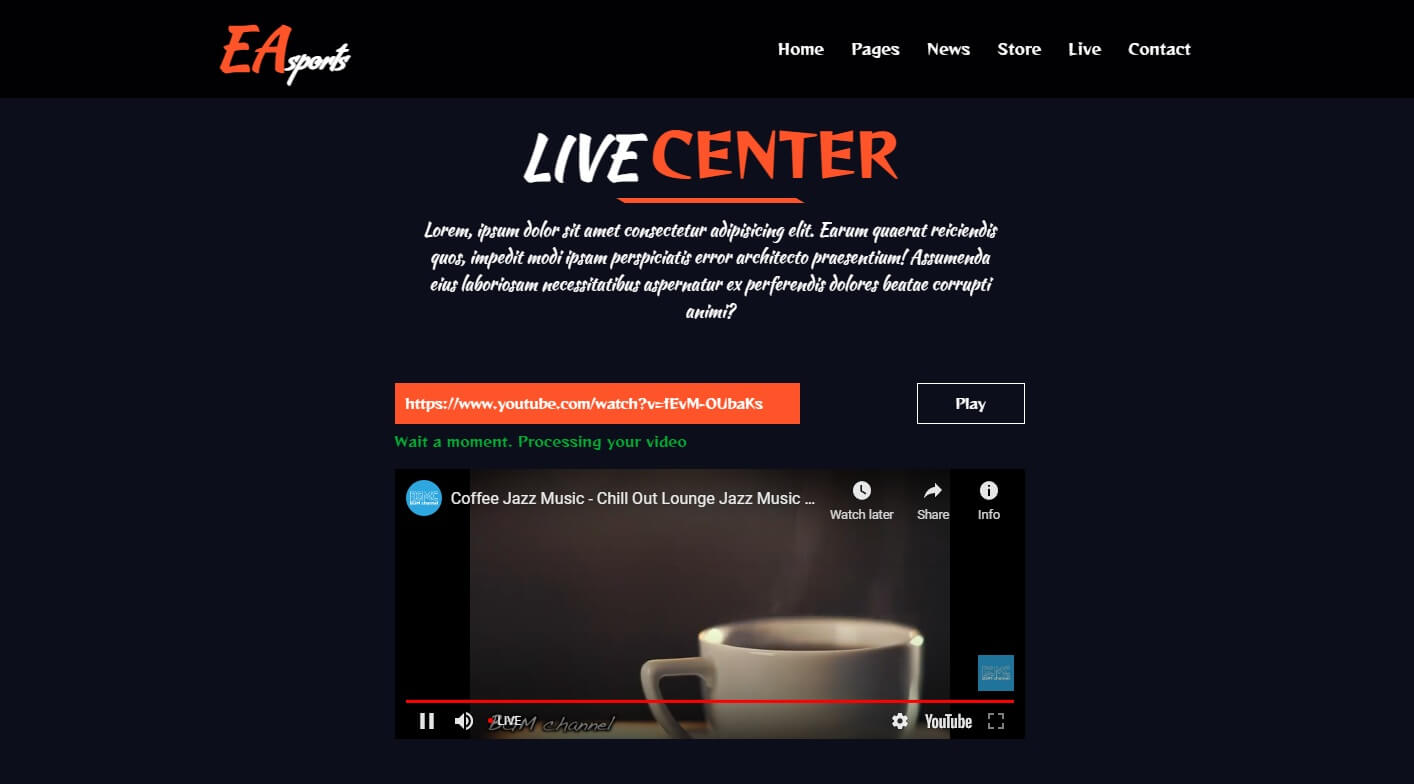 EAsports
Home Pages News Store Live Contact
LIVE CENTER
Lorem, ipsum dolor sit amet consectetur adipisicing elit. Earum quaerat reiciendis
quos, impedit modi ipsam perspiciatis error architecto praesentium! Assumenda
eius laboriosam necessitatibus aspernatur ex perferendis dolores beatae corrupti
animi?
https://www.youtube.com/watch?v=fEvM-OUbaKs
Play
Wait a moment. Processing your video
Coffee Jazz Music - Chill Out Lounge Jazz Music ...
Watch later
Share
Info
LIVE
BGM channel
YouTube